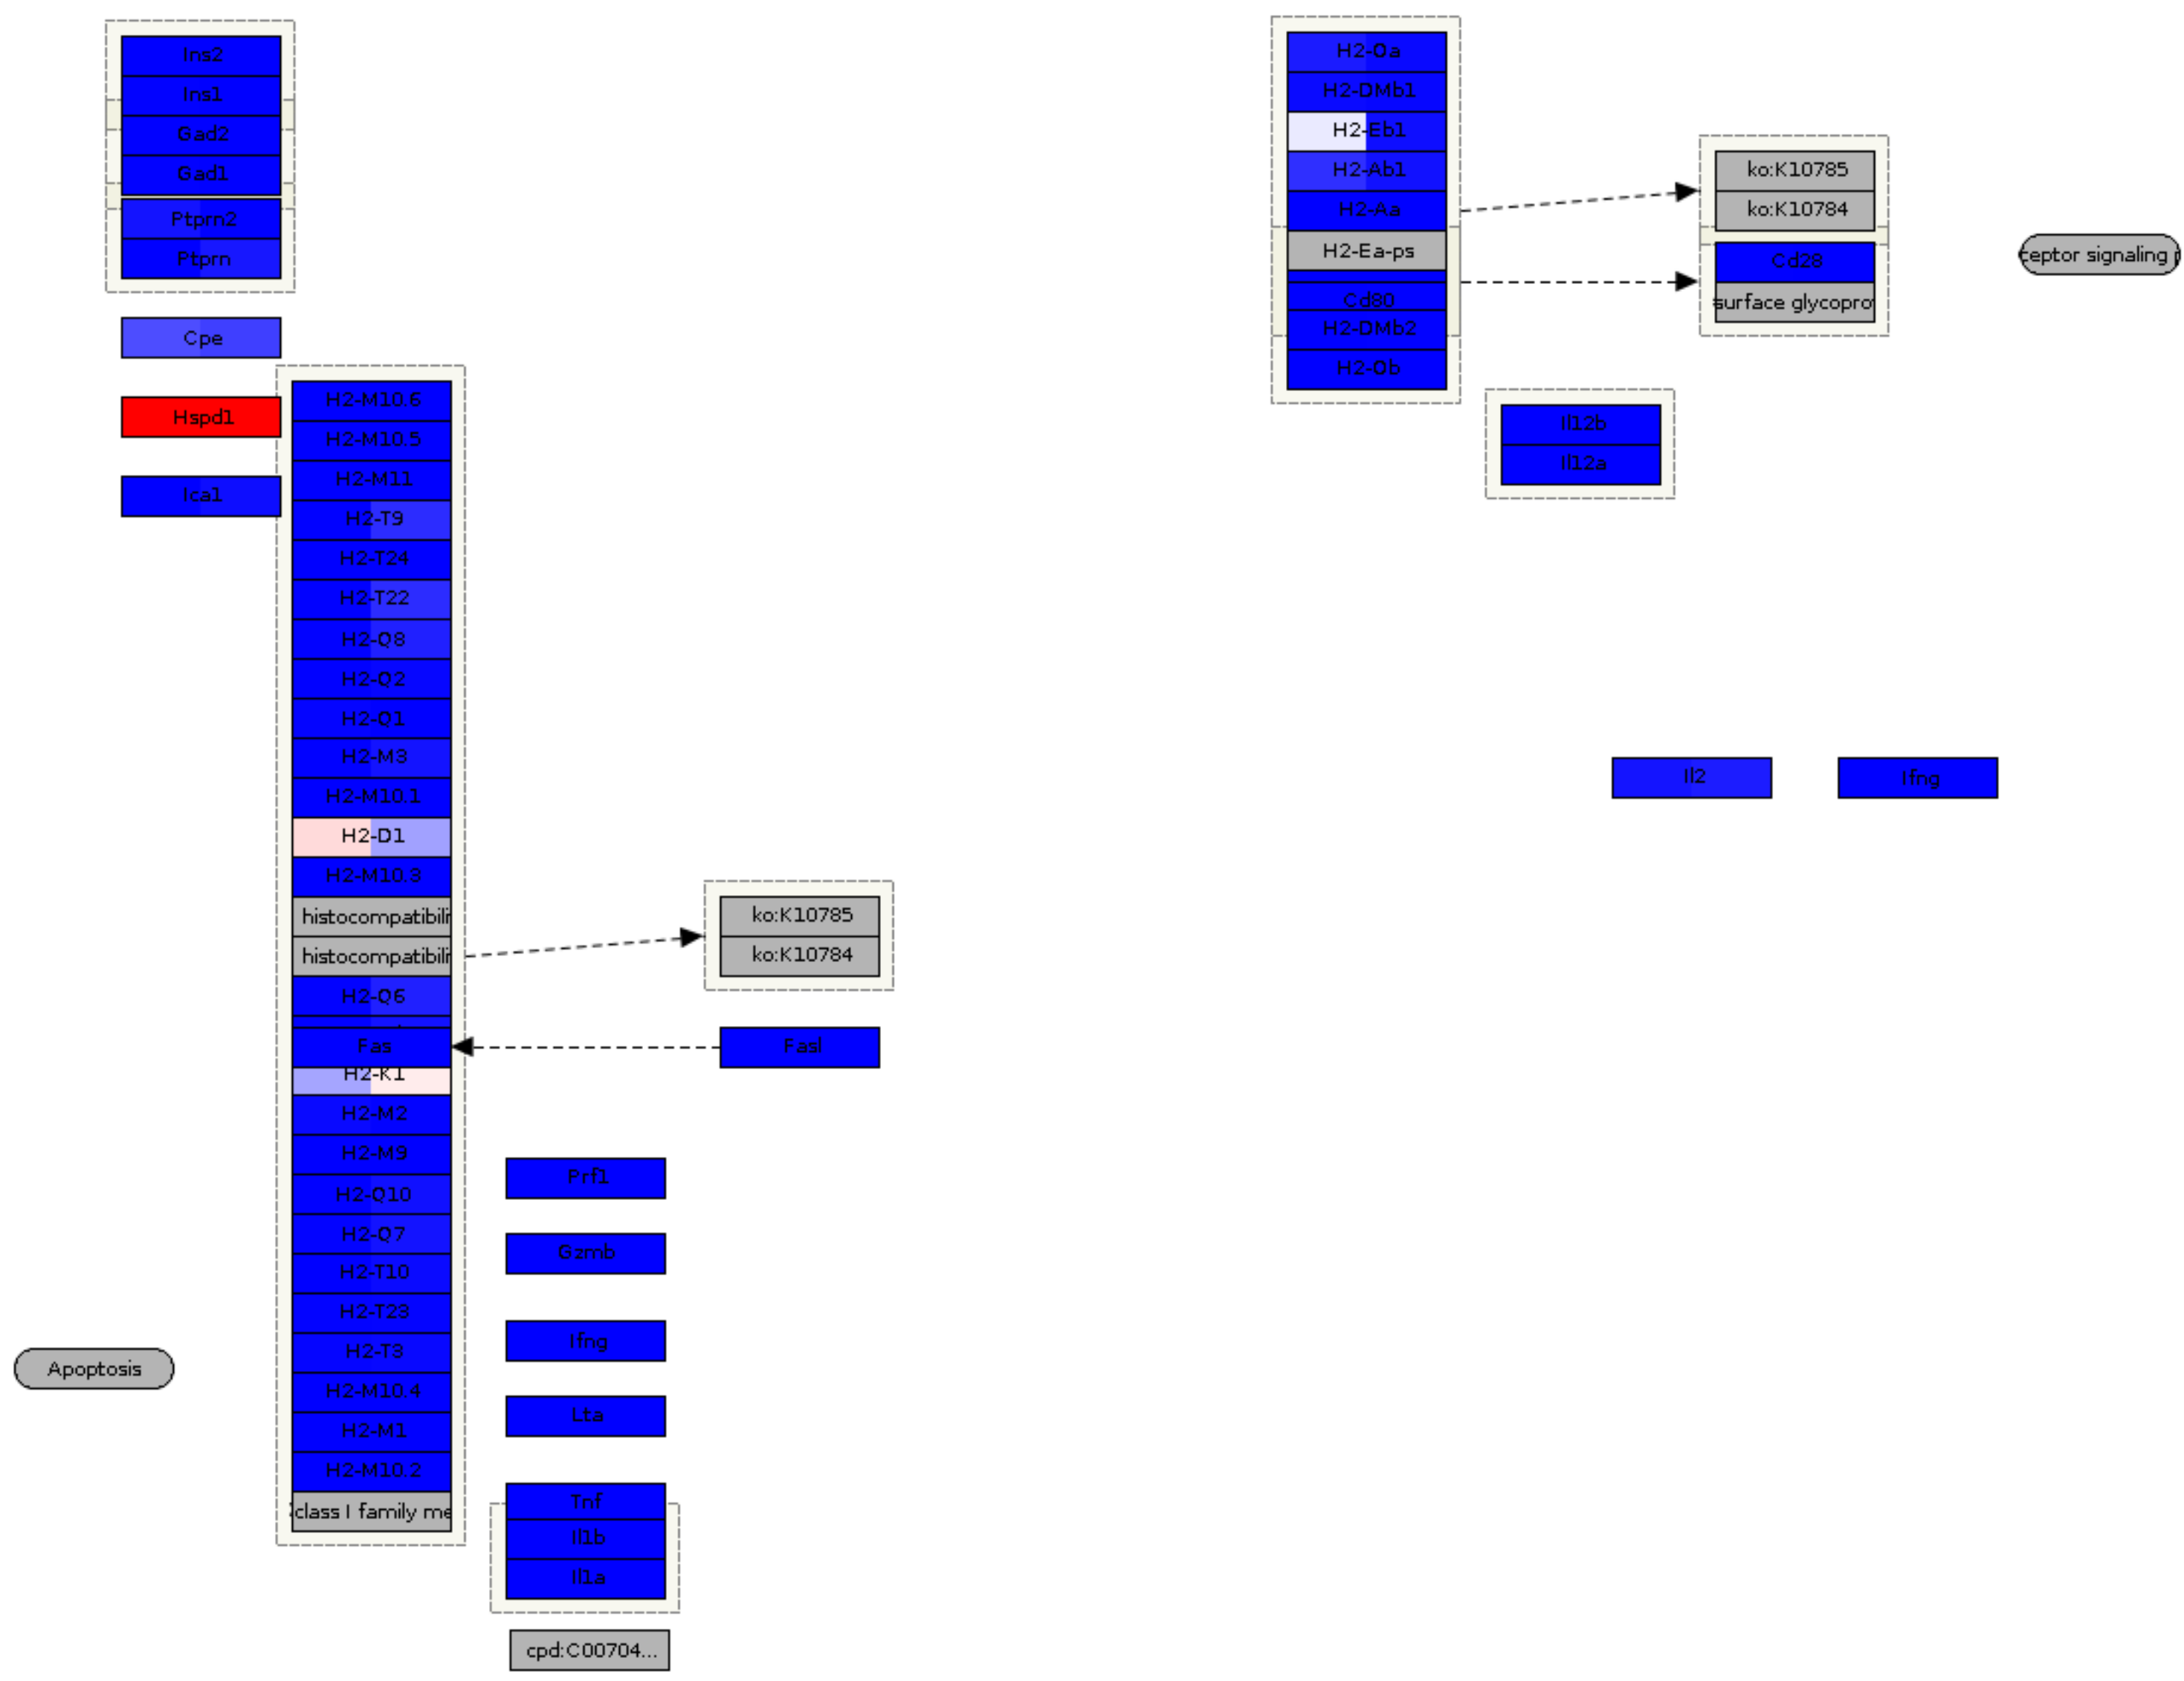 Ins2
Ins1
Gad2
Gad1
Ptprn2
Ptprn
Cpe
Hspd1
Ica1
H2-M10.6
H2-M10.5
H2-M11
H2-T9
H2-T24
H2-T22
H2-Q8
H2-Q2
H2-Q1
H2-M3
H2-M10.1
H2-D1
H2-M10.3
histocompatibili
histocompatibili
H2-Q6
Fas
H2-K1
H2-M2
H2-M9
H2-Q10
H2-Q7
H2-T10
H2-T23
H2-T3
H2-M10.4
H2-M1
H2-M10.2
class I family me
Apoptosis
ko:K10785
ko:K10784
Fasl
Prf1
Gzmb
Ifng
Lta
Tnf
Il1b
Il1a
cpd:C00704...
H2-Oa
H2-DMb1
H2-Eb1
H2-Ab1
H2-Aa
H2-Ea-ps
Cd80
H2-DMb2
H2-Ob
ko:K10785
ko:K10784
Cd28
surface glycopro
ceptor signaling p
Il12b
Il12a
Il2
Ifng